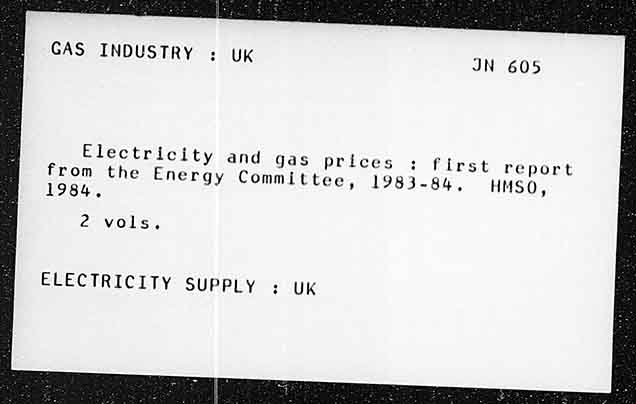 GAS INDUSTRY : UK
JN 605
Electricity and gas prices : first report
from the Energy Committee, 1983-84. HMSO,
1984.
2 vols.
ELECTRICITY SUPPLY : UK